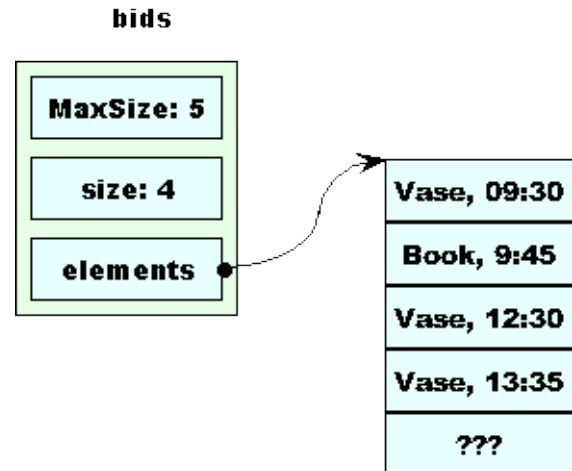 bids
MaxSize: 5
size: 4
elements
Vase, 09:30
Book, 9:45
Vase, 12:30
Vase, 13:35
???